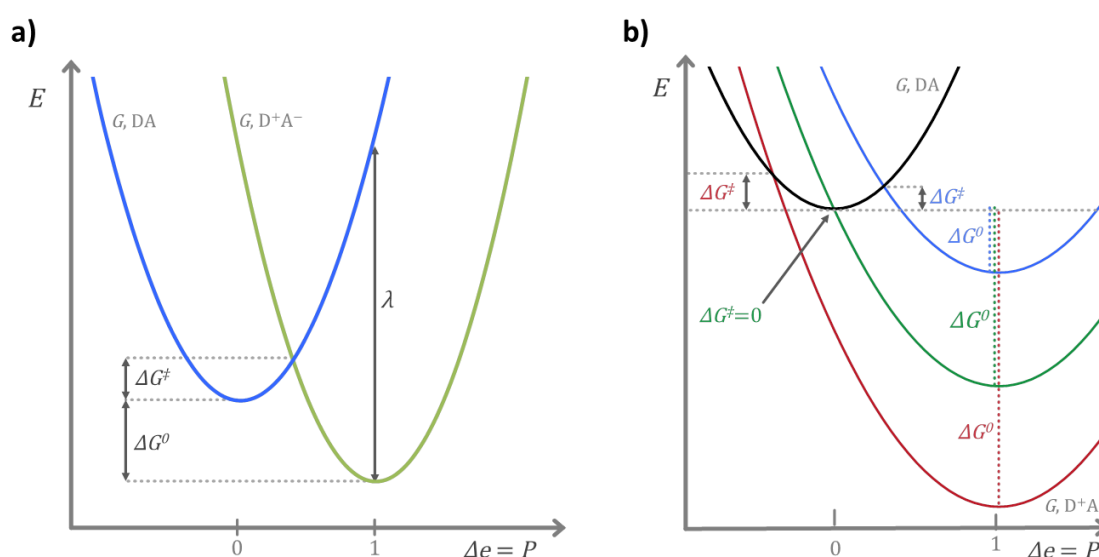 a)
E
G, DA
G, D⁺A⁻
λ
ΔG‡
ΔG⁰
0
1
Δe = P
b)
E
G, DA
ΔG‡
ΔG‡
ΔG⁰
ΔG‡=0
ΔG⁰
ΔG⁰
G, D⁺A
0
1
Δe = P